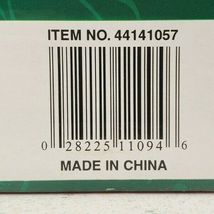 ITEM NO. 44141057
0 28225 11094 6
MADE IN CHINA